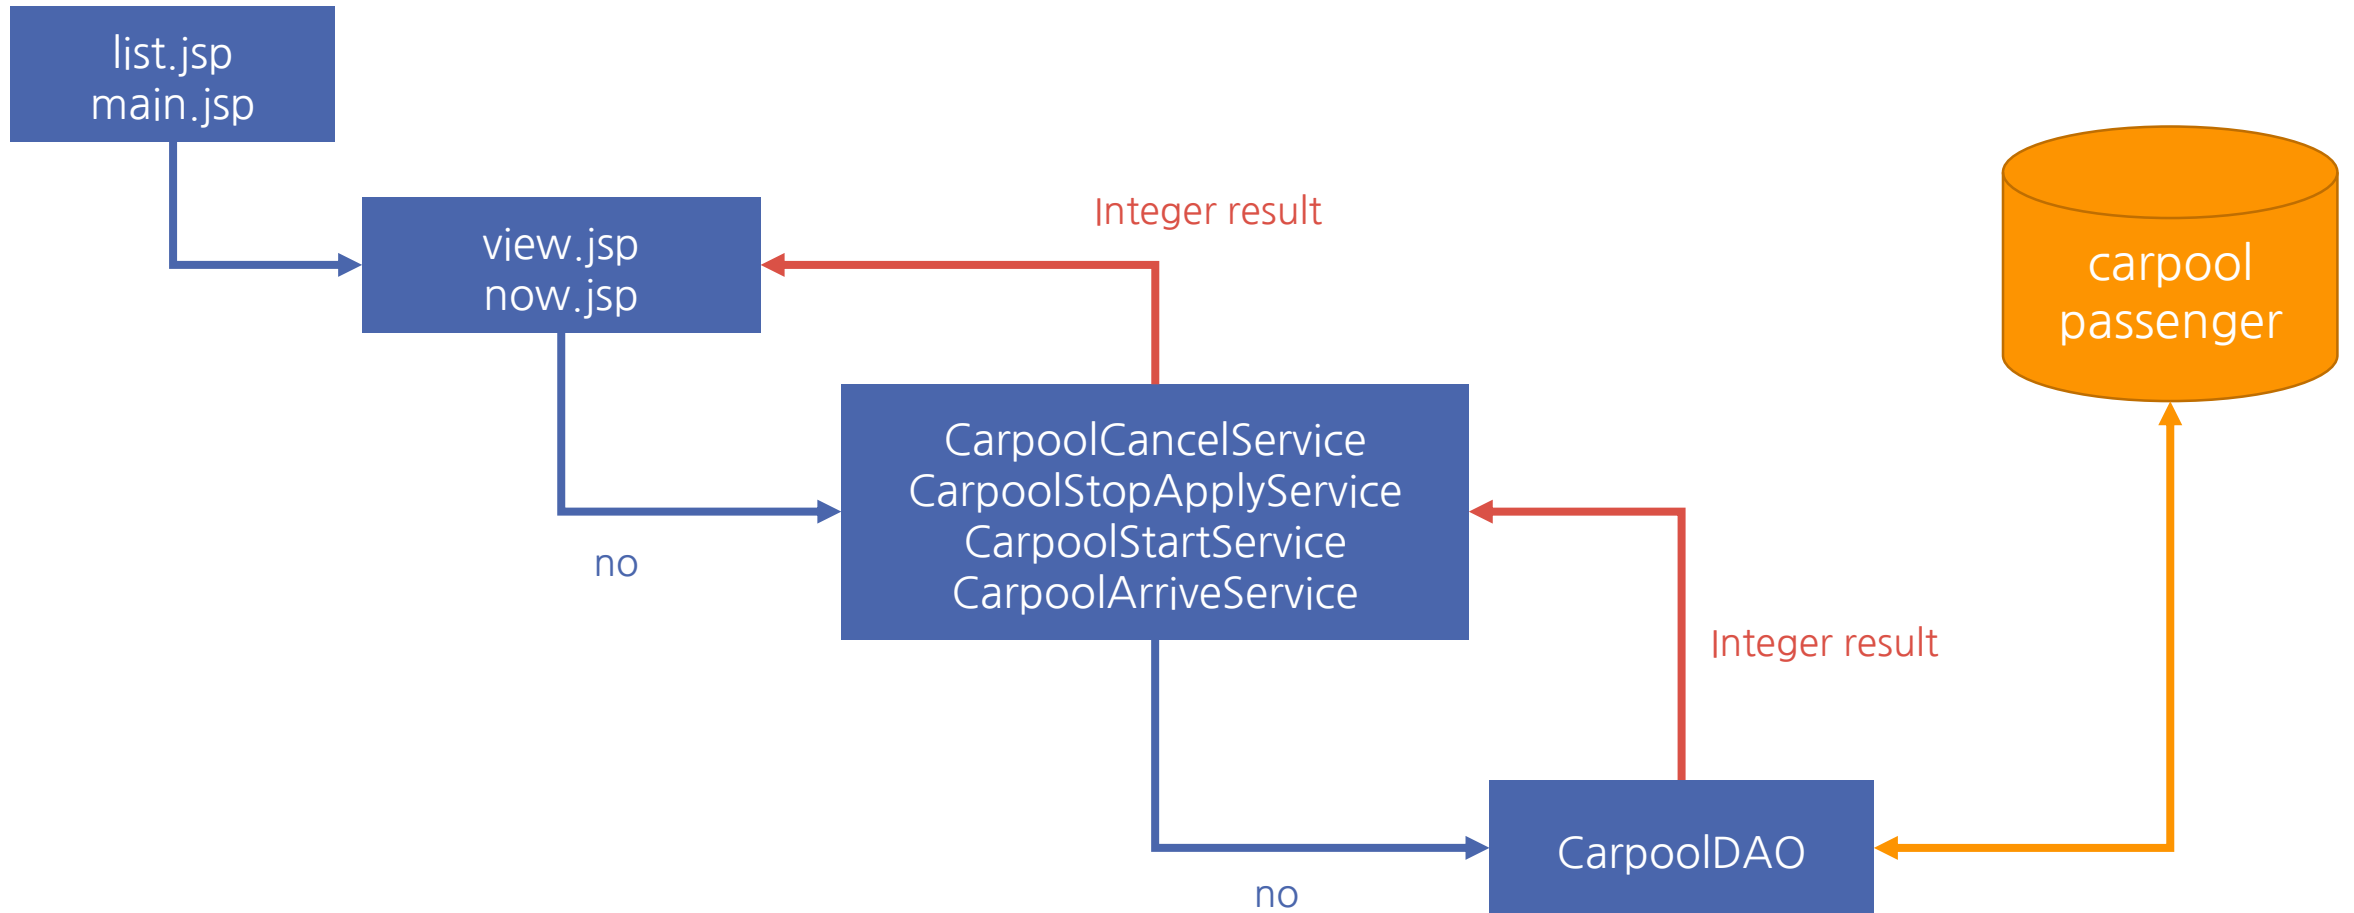 list.jsp
main.jsp
view.jsp
now.jsp
Integer result
carpool
passenger
CarpoolCancelService
CarpoolStopApplyService
CarpoolStartService
CarpoolArriveService
no
Integer result
CarpoolDAO
no